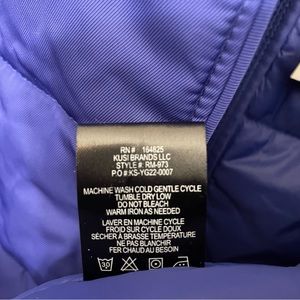 RN # 164825
KUSI BRANDS LLC
STYLE #: RM-973
P.O #:KS-YG22-0007
MACHINE WASH COLD GENTLE CYCLE
TUMBLE DRY LOW
DO NOT BLEACH
WARM IRON AS NEEDED
LAVER EN MACHINE CYCLE
FROID SUR CYCLE DOUX
SÉCHER À BRASSE TEMPÉRATURE
NE PAS BLANCHIR
FER CHAUD AU BESOIN
30